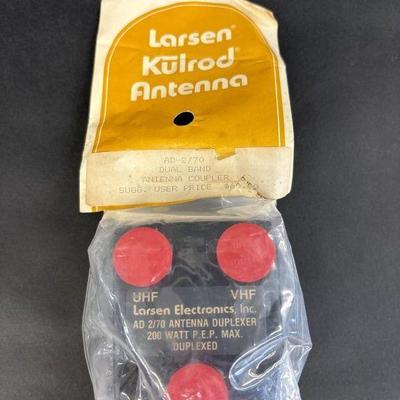 Larsen®
Külrod®
Antenna
AD-2/70
DUAL BAND
ANTENNA COUPLER
SUGG. USER PRICE
UHF VHF
Larsen Electronics, Inc.
AD 2/70 ANTENNA DUPLEXER
200 WATT P.E.P. MAX.
DUPLEXED